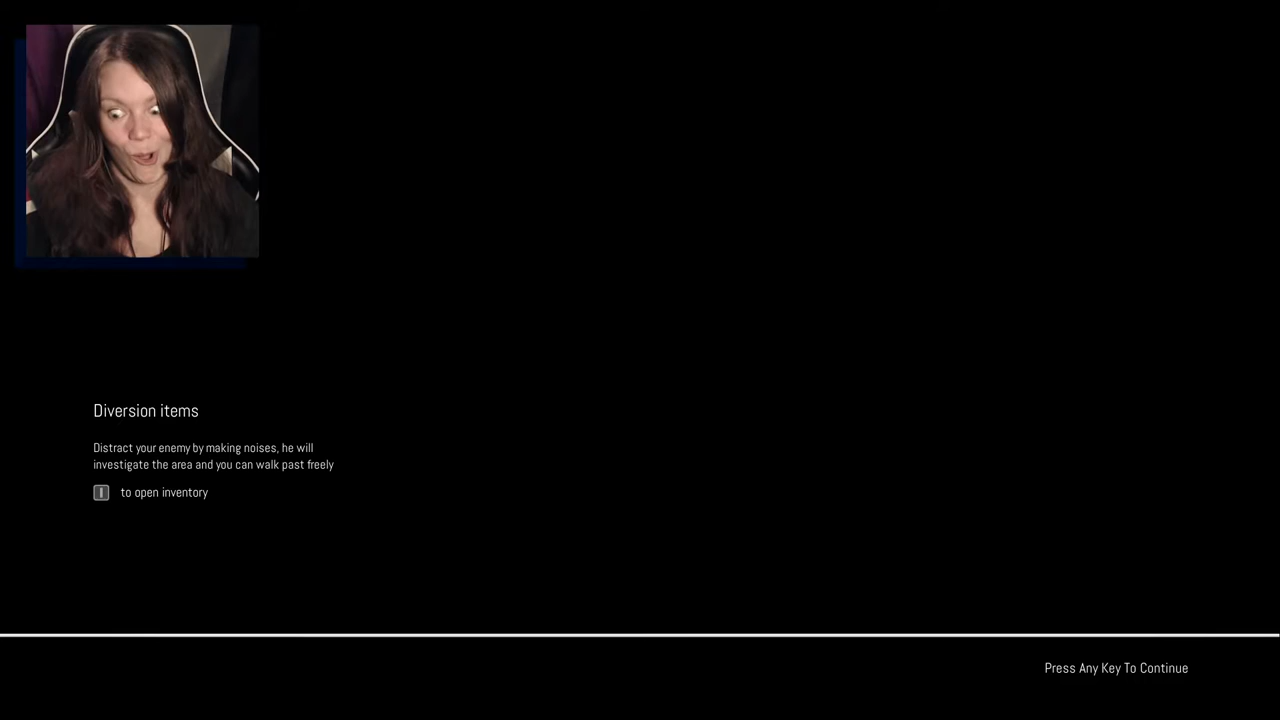 Diversion items
Distract your enemy by making noises, he will
investigate the area and you can walk past freely
I to open inventory
Press Any Key To Continue